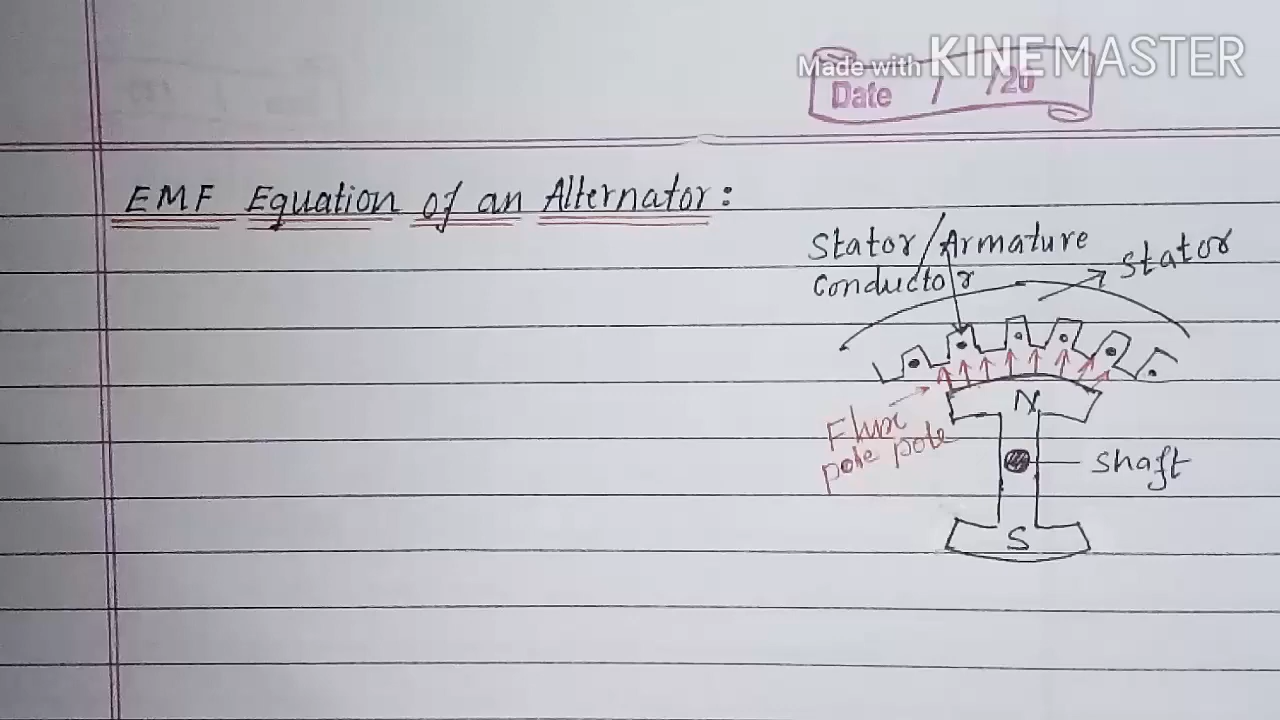 Made with KINEMASTER
Date / /20
EMF Equation of an Alternator:
Stator/Armature
conductor
Stator
N
Flux
pole pole
Shaft
S